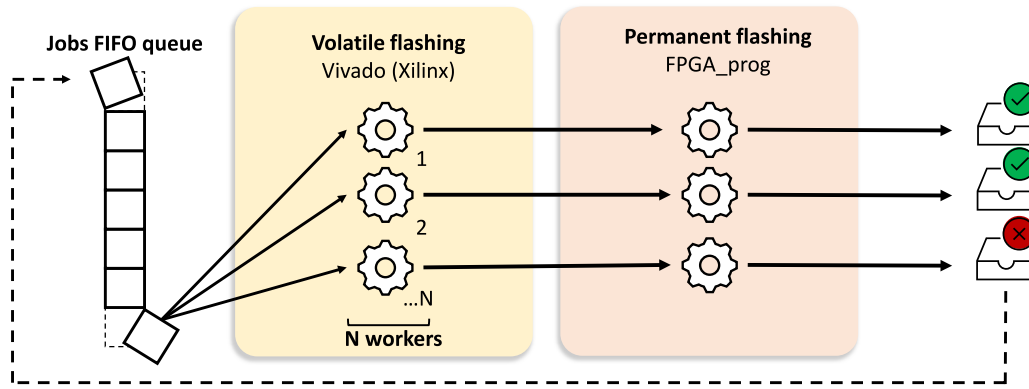 Jobs FIFO queue
Volatile flashing
Vivado (Xilinx)
Permanent flashing
FPGA_prog
1
2
...N
N workers